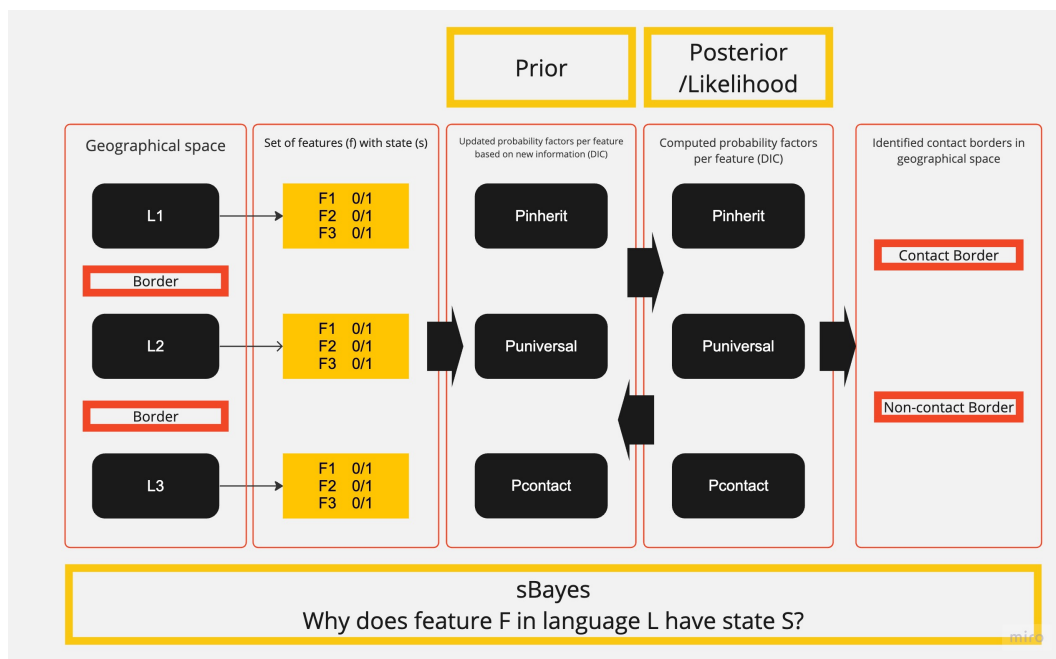 Prior
Posterior
/Likelihood
Geographical space
L1
Border
L2
Border
L3
Set of features (f) with state (s)
F1 0/1
F2 0/1
F3 0/1
F1 0/1
F2 0/1
F3 0/1
F1 0/1
F2 0/1
F3 0/1
Updated probability factors per feature
based on new information (DIC)
Pinherit
Puniversal
Pcontact
Computed probability factors
per feature (DIC)
Pinherit
Puniversal
Pcontact
Identified contact borders in
geographical space
Contact Border
Non-contact Border
sBayes
Why does feature F in language L have state S?
miro